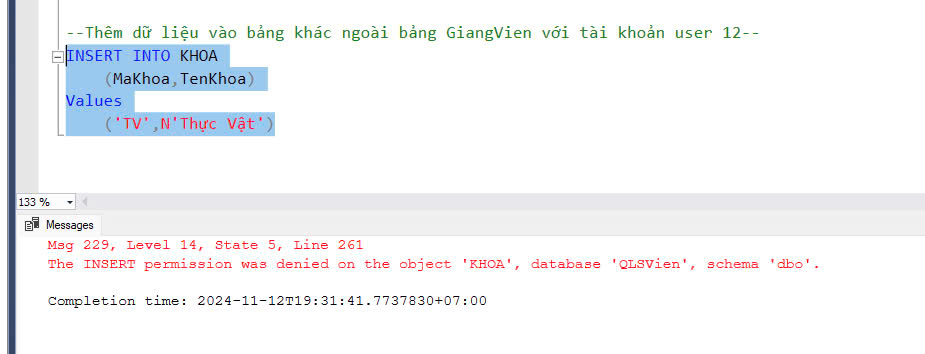 --Thêm dữ liệu vào bảng khác ngoài bảng GiangVien với tài khoản user 12--
INSERT INTO KHOA
(MaKhoa,TenKhoa)
Values
('TV',N'Thực Vật')
133 %
Messages
Msg 229, Level 14, State 5, Line 261
The INSERT permission was denied on the object 'KHOA', database 'QLSVien', schema 'dbo'.
Completion time: 2024-11-12T19:31:41.7737830+07:00